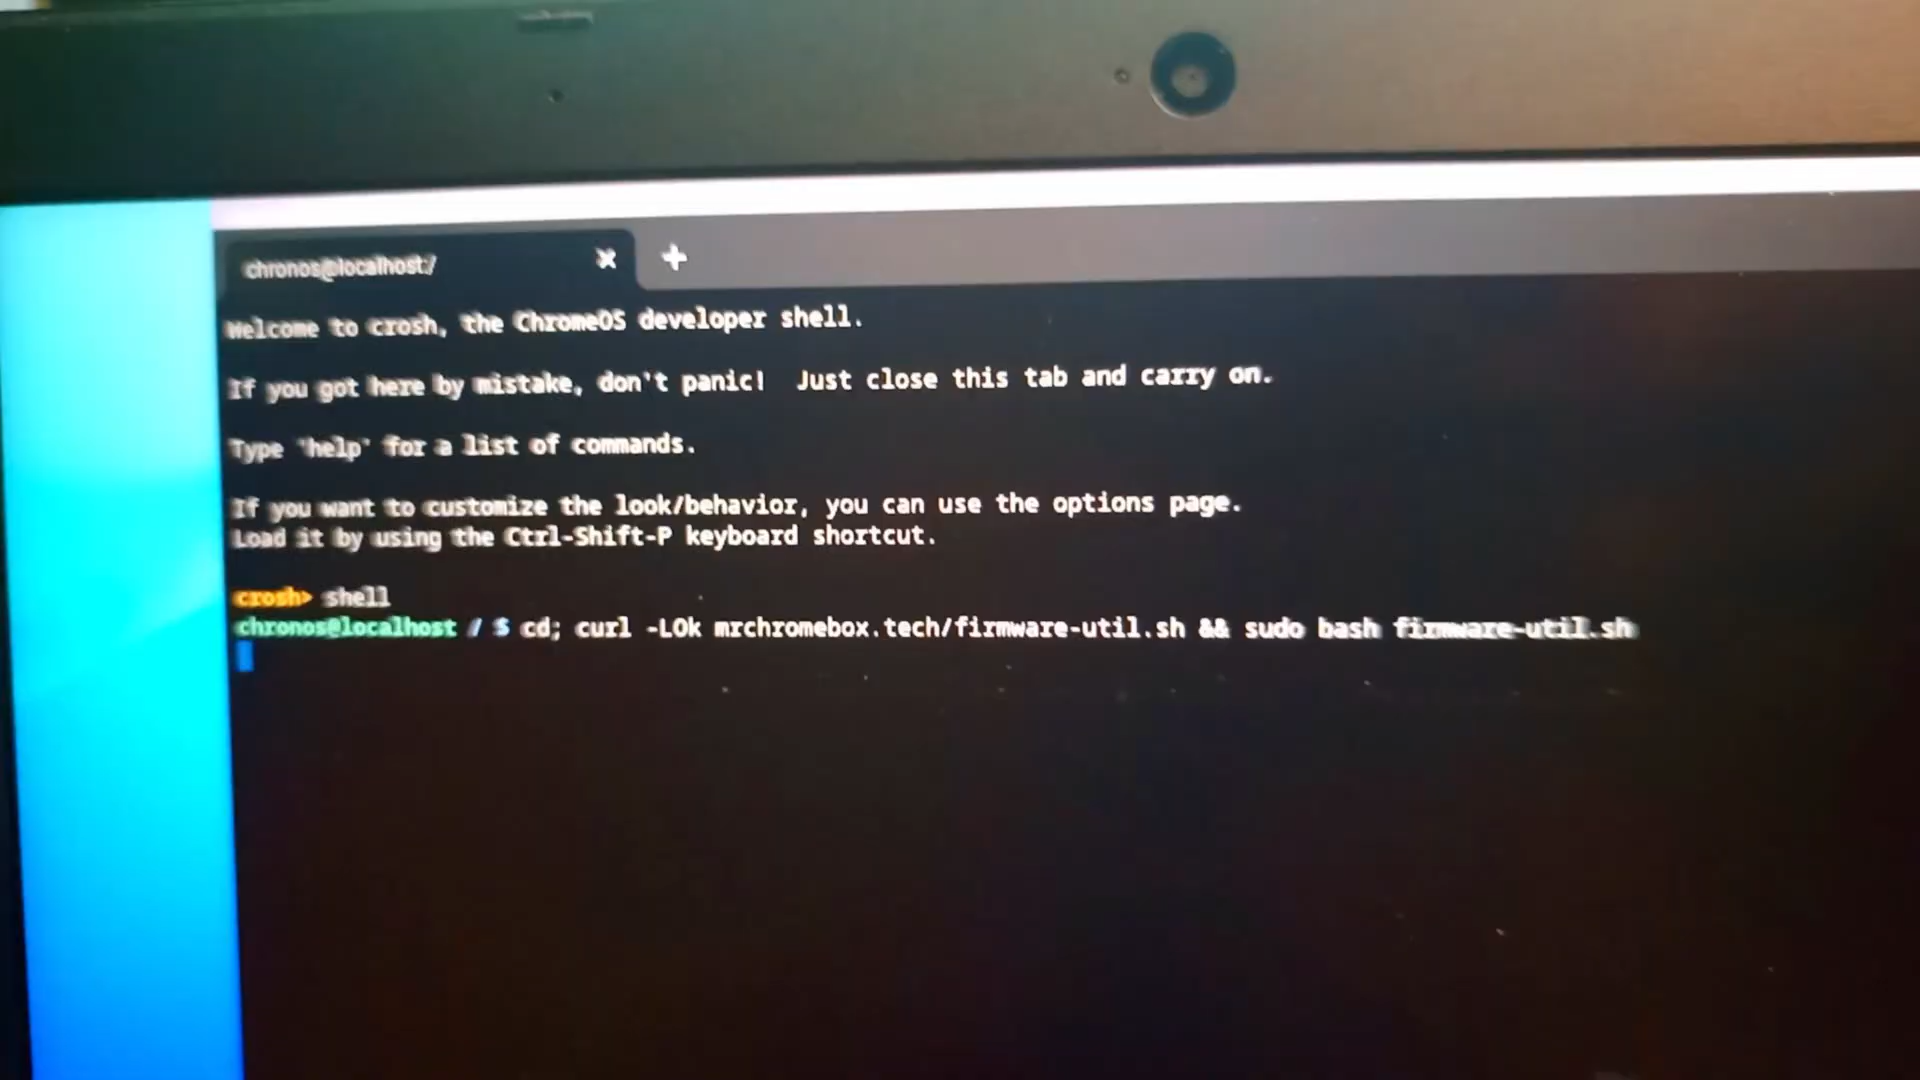 chronos@localhost:/
Welcome to crosh, the ChromeOS developer shell.
If you got here by mistake, don't panic!  Just close this tab and carry on.
Type 'help' for a list of commands.
If you want to customize the look/behavior, you can use the options page.
Load it by using the Ctrl-Shift-P keyboard shortcut.
crosh> shell
chronos@localhost / $ cd; curl -LOk mrchromebox.tech/firmware-util.sh && sudo bash firmware-util.sh